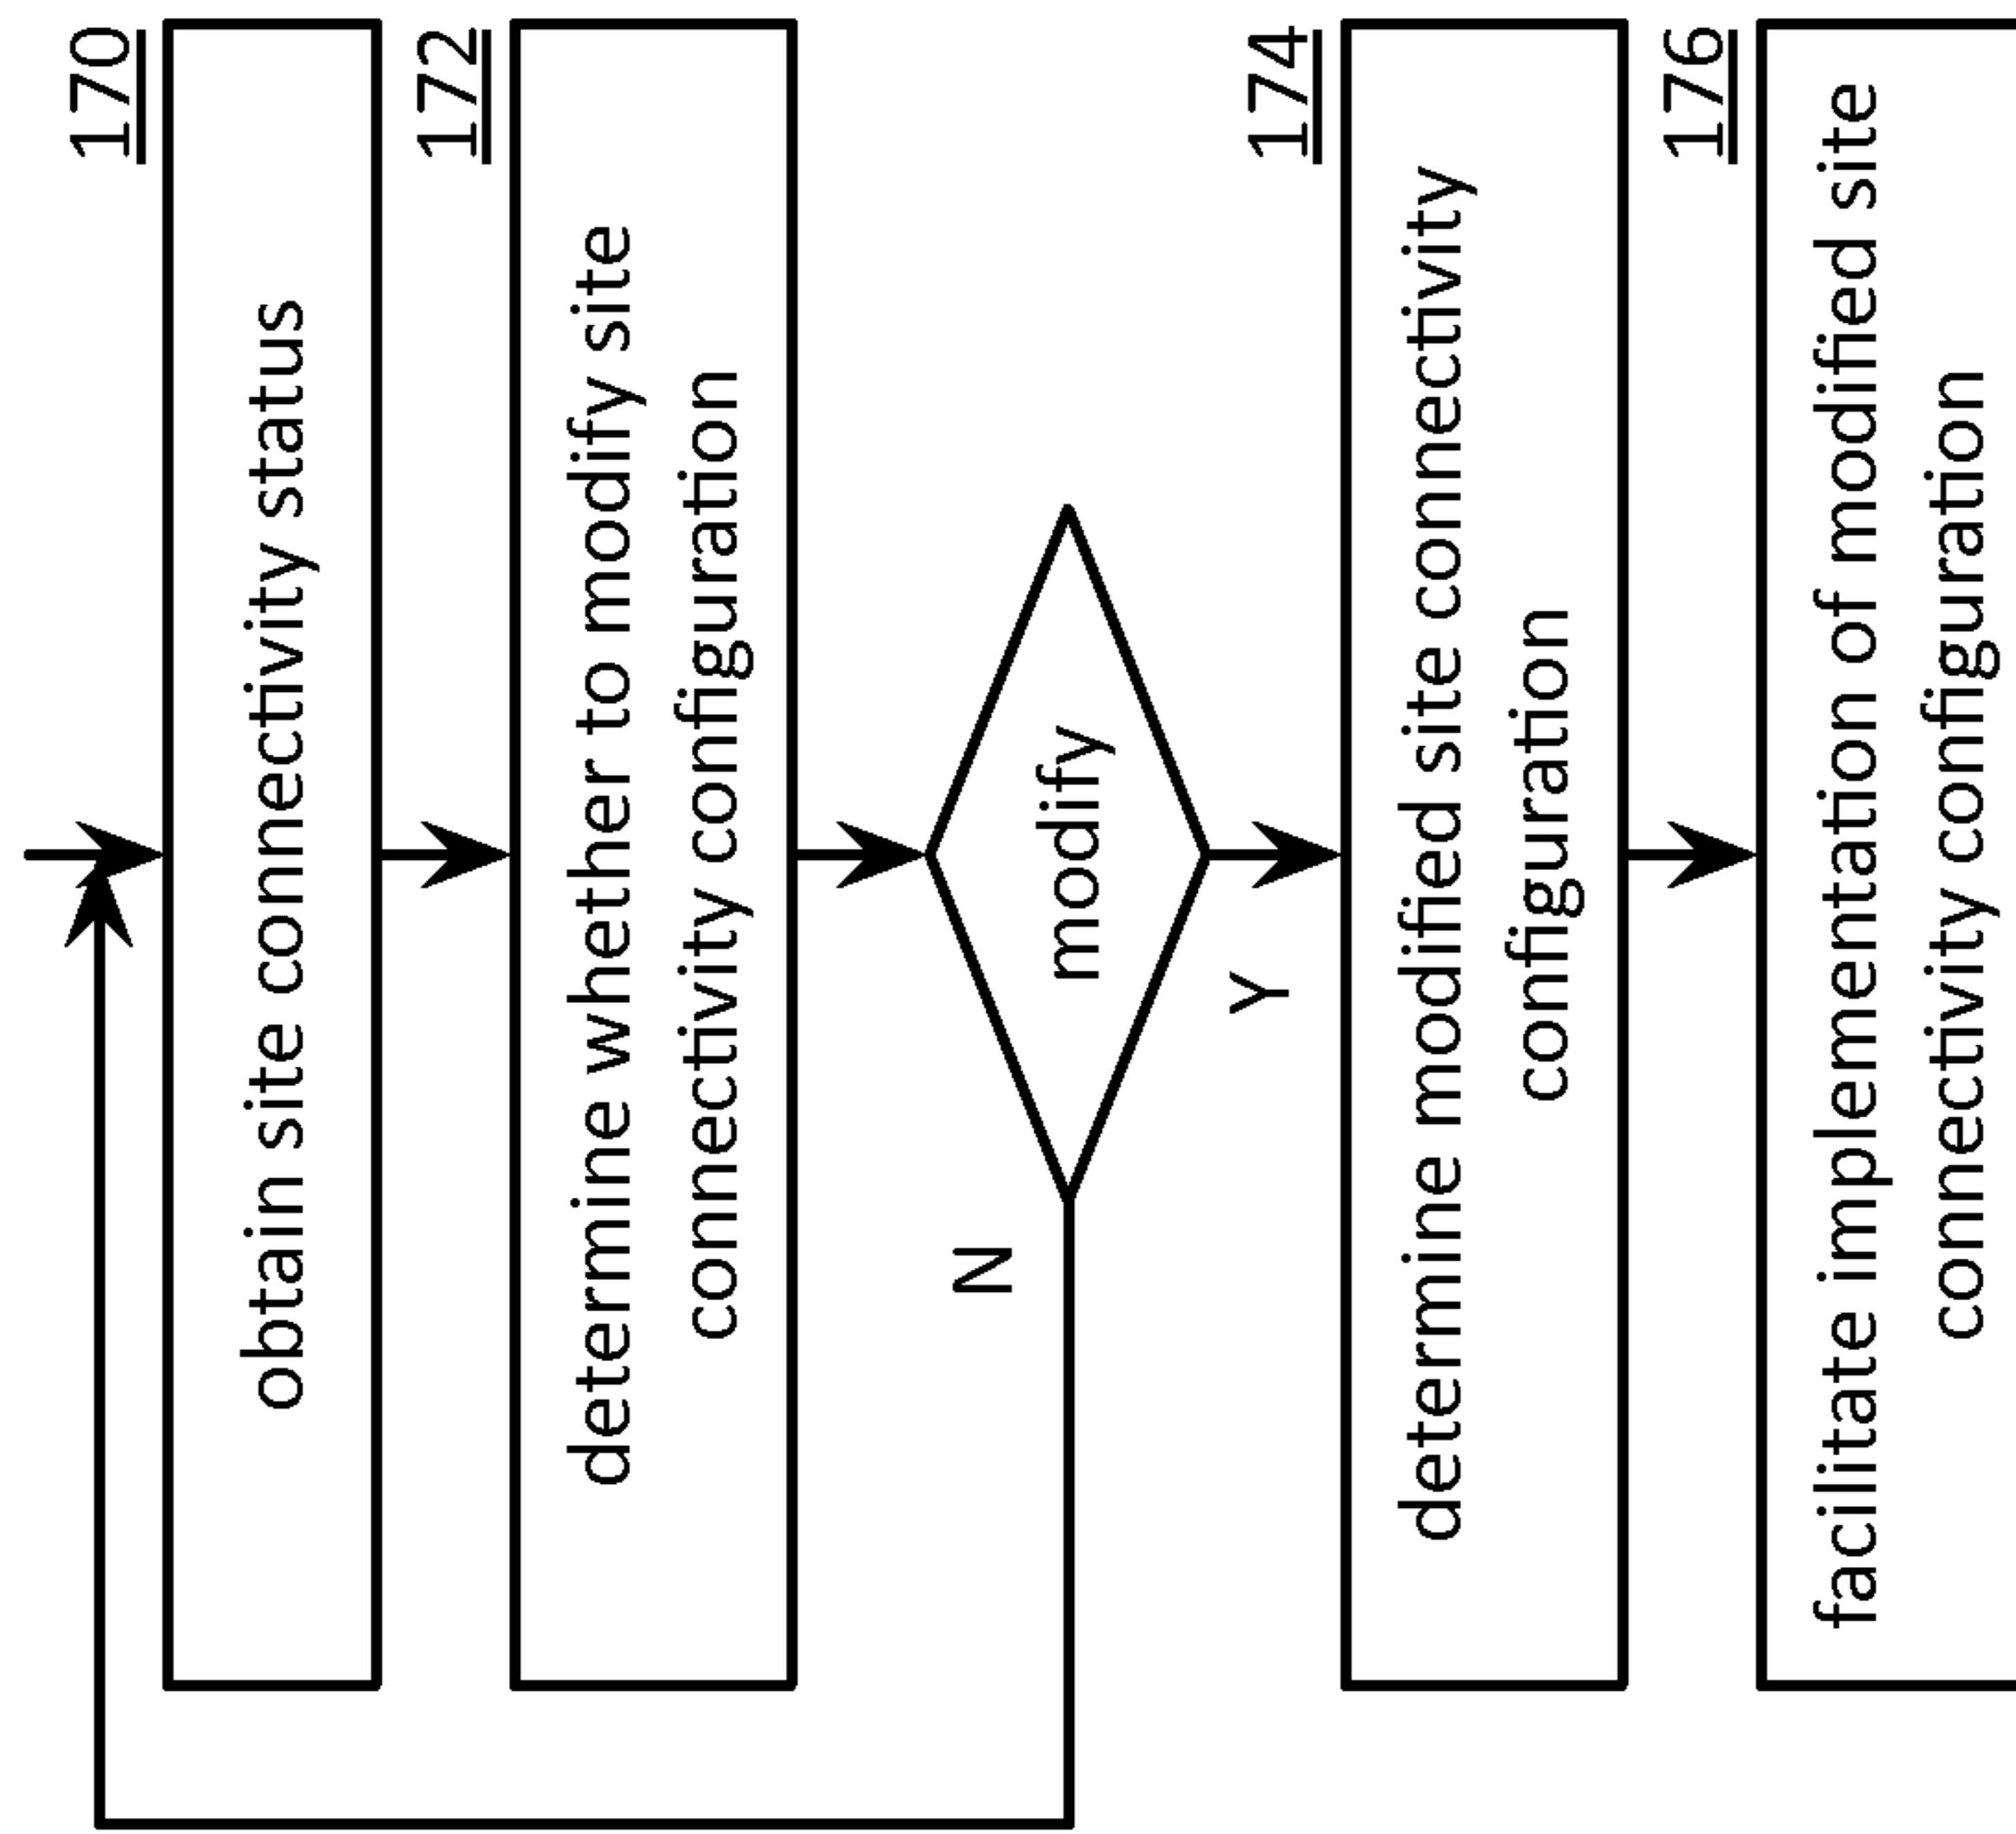 170
obtain site connectivity status
172
determine whether to modify site
connectivity configuration
modify
N
Y
174
determine modified site connectivity
configuration
176
facilitate implementation of modified site
connectivity configuration